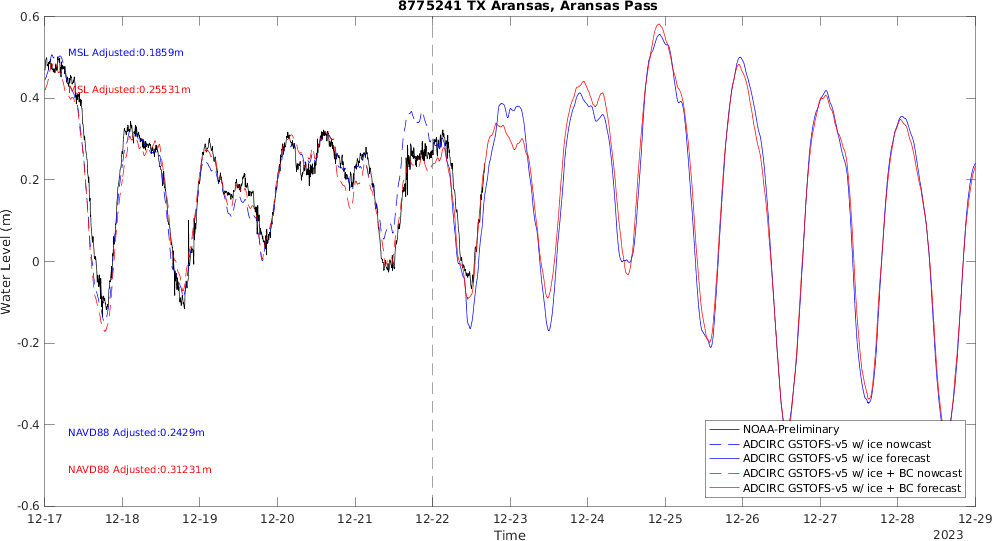 8775241 TX Aransas, Aransas Pass
0.6
MSL Adjusted:0.1859m
MSL Adjusted:0.25531m
0.4
0.2
Water Level (m)
0
-0.2
-0.4
NAVD88 Adjusted:0.2429m
NAVD88 Adjusted:0.31231m
-0.6
NOAA-Preliminary
ADCIRC GSTOFS-v5 w/ ice nowcast
ADCIRC GSTOFS-v5 w/ ice forecast
ADCIRC GSTOFS-v5 w/ ice + BC nowcast
ADCIRC GSTOFS-v5 w/ ice + BC forecast
12-17 12-18 12-19 12-20 12-21 12-22 12-23 12-24 12-25 12-26 12-27 12-28 12-29
Time
2023